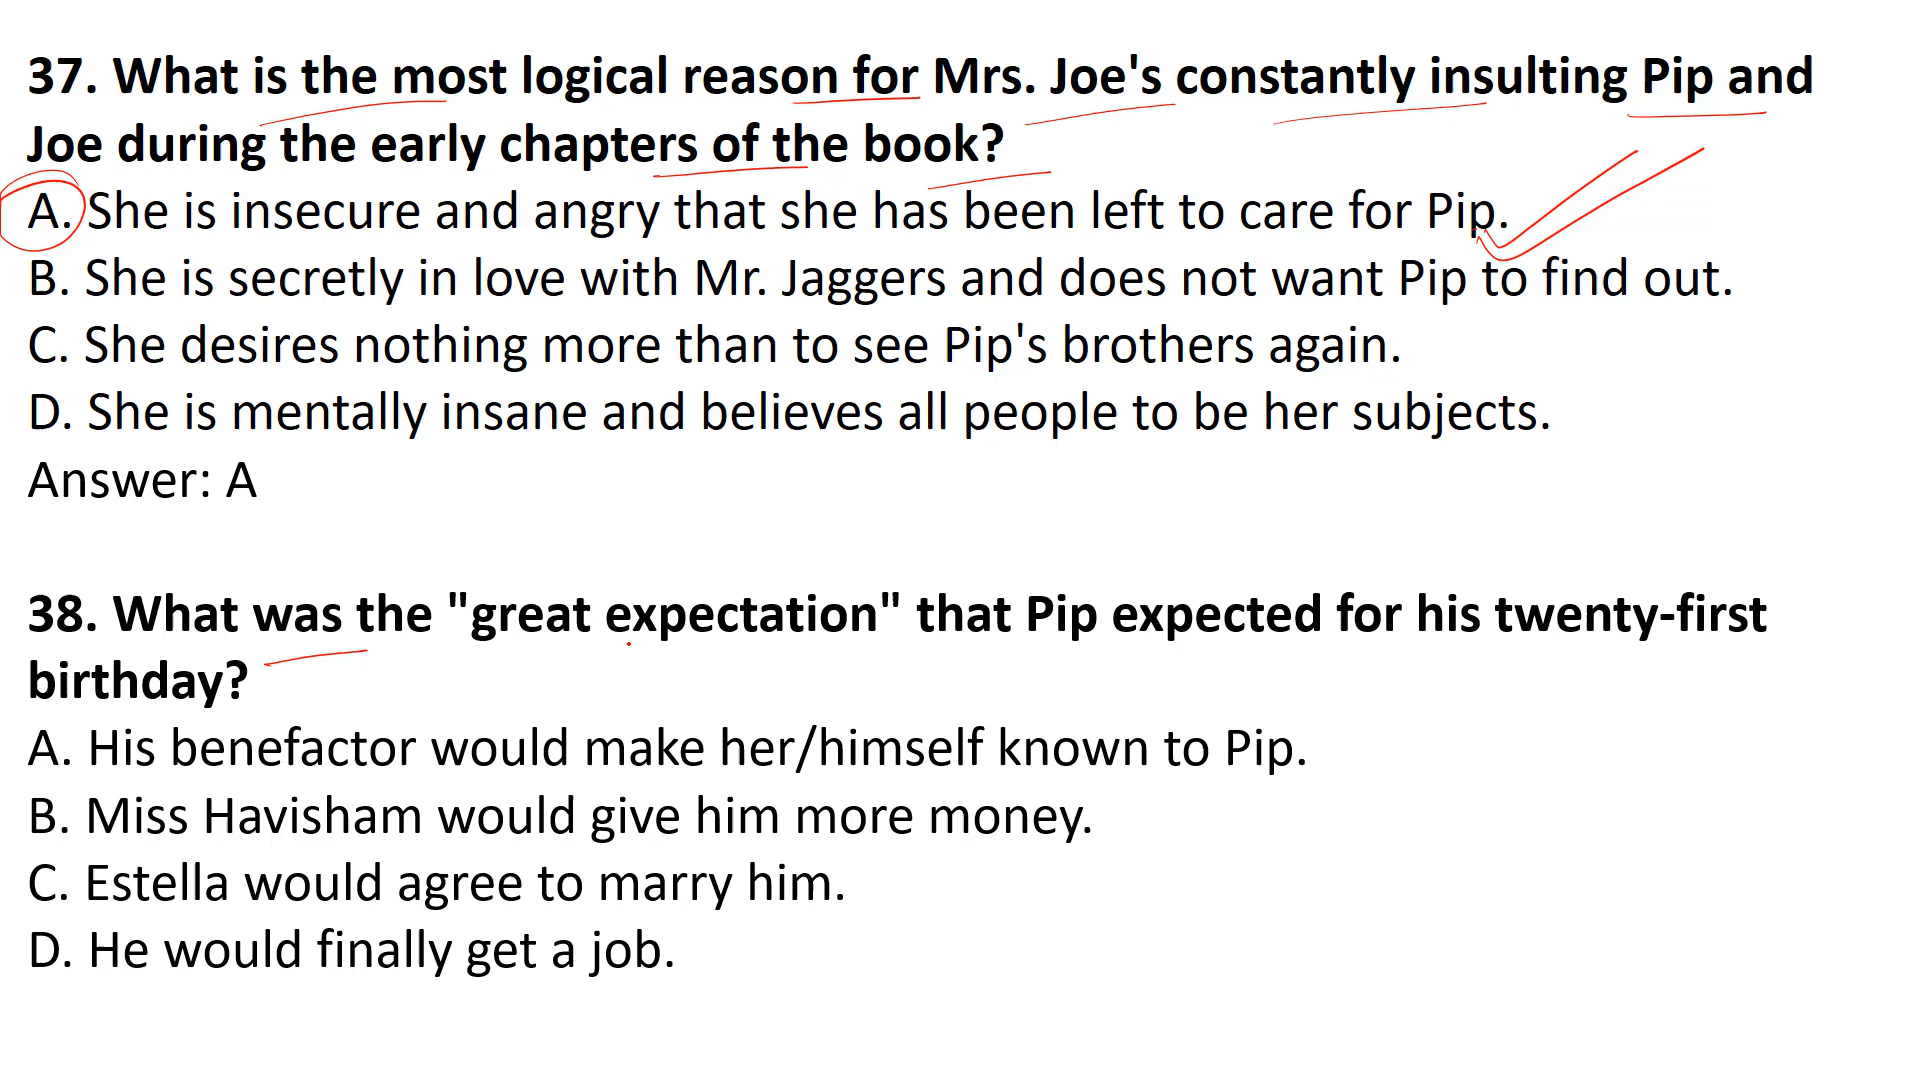 37. What is the most logical reason for Mrs. Joe's constantly insulting Pip and
Joe during the early chapters of the book?
A. She is insecure and angry that she has been left to care for Pip.
B. She is secretly in love with Mr. Jaggers and does not want Pip to find out.
C. She desires nothing more than to see Pip's brothers again.
D. She is mentally insane and believes all people to be her subjects.
Answer: A
38. What was the "great expectation" that Pip expected for his twenty-first
birthday?
A. His benefactor would make her/himself known to Pip.
B. Miss Havisham would give him more money.
C. Estella would agree to marry him.
D. He would finally get a job.